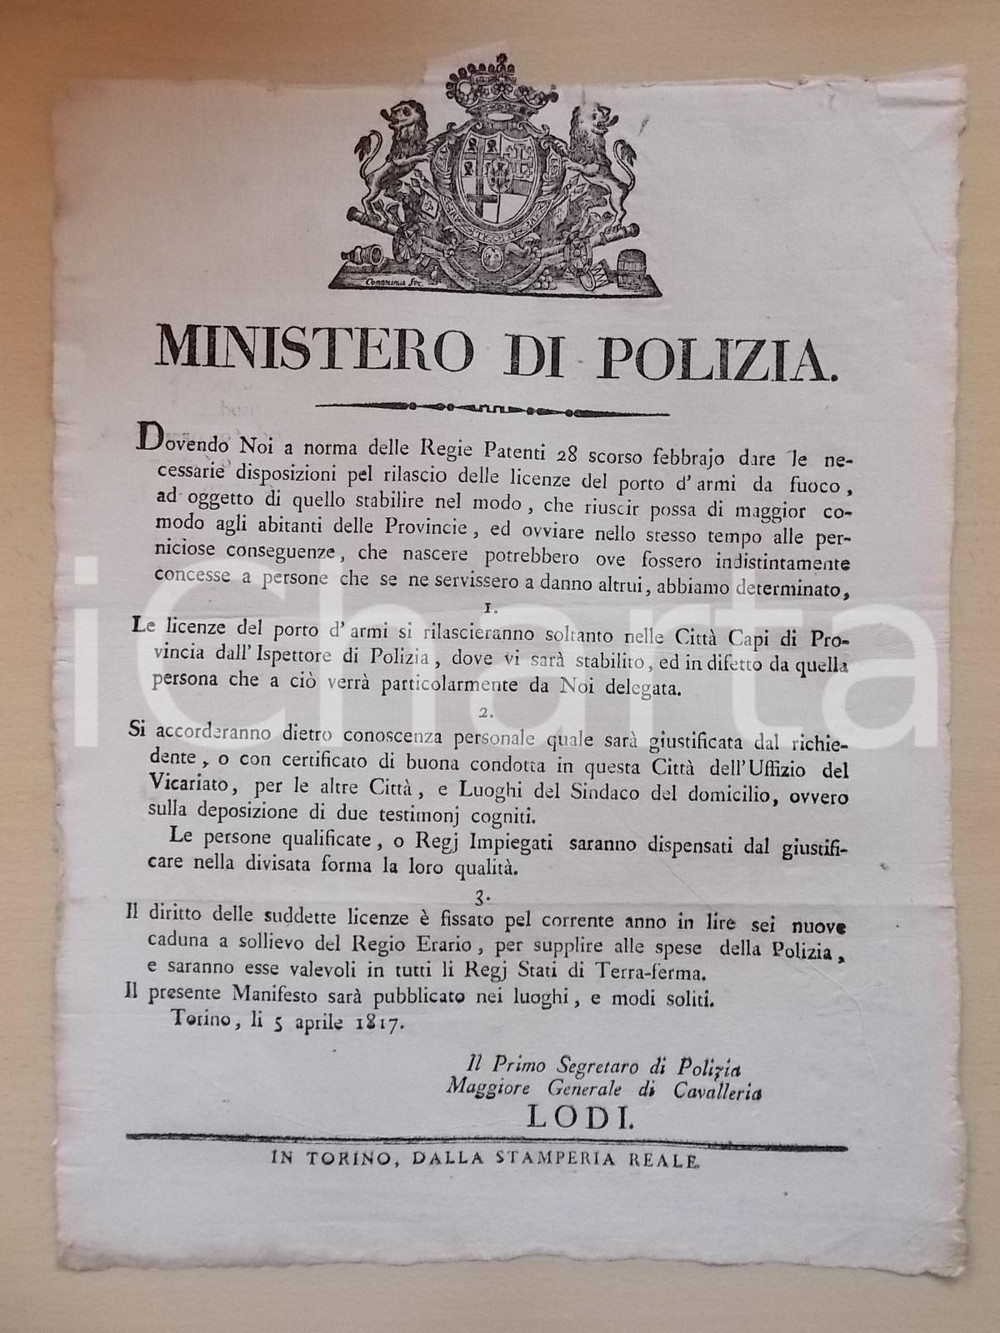 MINISTERO DI POLIZIA.
Dovendo Noi a norma delle Regie Patenti 28 scorso febbrajo dare le ne-
cessarie disposizioni pel rilascio delle licenze del porto d'armi da fuoco,
ad oggetto di quello stabilire nel modo, che riuscir possa di maggior co-
modo agli abitanti delle Provincie, ed ovviare nello stesso tempo alle per-
niciose conseguenze, che nascere potrebbero ove fossero indistintamente
concesse a persone che se ne servissero a danno altrui, abbiamo determinato,
1.
Le licenze del porto d'armi si rilascieranno soltanto nelle Città Capi di Pro-
vincia dall'Ispettore di Polizia, dove vi sarà stabilito, ed in difetto da quella
persona che a ciò verrà particolarmente da Noi delegata.
2.
Si accorderanno dietro conoscenza personale quale sarà giustificata dal richie-
dente, o con certificato di buona condotta in questa Città dell'Uffizio del
Vicariato, per le altre Città, e Luoghi del Sindaco del domicilio, ovvero
sulla deposizione di due testimonj cogniti.
Le persone qualificate, o Regj Impiegati saranno dispensati dal giustifi-
care nella divisata forma la loro qualità.
3.
Il diritto delle suddette licenze è fissato pel corrente anno in lire sei nuove
caduna a sollievo del Regio Erario, per supplire alle spese della Polizia,
e saranno esse valevoli in tutti li Regj Stati di Terra-ferma.
Il presente Manifesto sarà pubblicato nei luoghi, e modi soliti.
Torino, li 5 aprile 1817.
Il Primo Segretaro di Polizia
Maggiore Generale di Cavalleria
LODI.
IN TORINO, DALLA STAMPERIA REALE.
iCharta